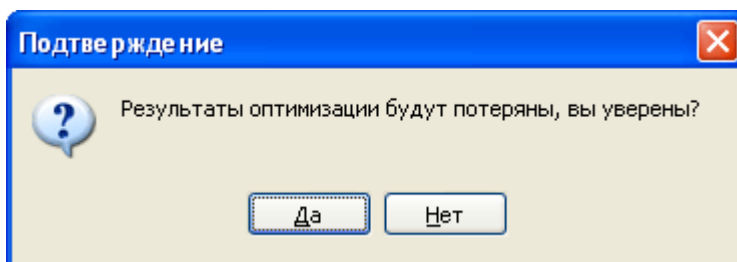 Подтверждение
Результаты оптимизации будут потеряны, вы уверены?
Да
Нет